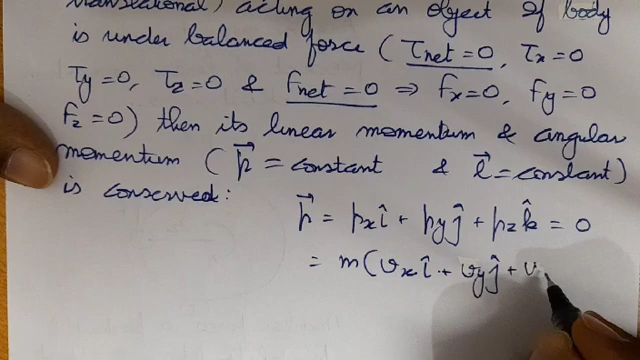 translational) acting on an object If body
is under balanced force (τnet = 0, τx = 0
τy = 0, τz = 0 & Fnet = 0 ⇒ fx = 0, fy = 0
fz = 0) then its linear momentum & angular
momentum (p⃗ = constant & l⃗ = constant)
is conserved:
p⃗ = pxî + pyĵ + pzk̂ = 0
= m(vxî + vyĵ + v